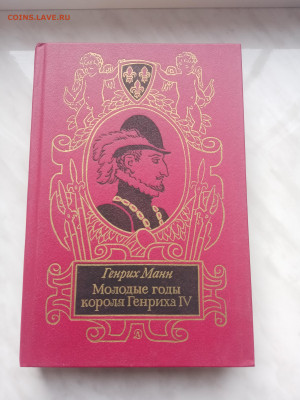 COINS.LAVE.RU
Генрих Манн
Молодые годы
короля Генриха IV